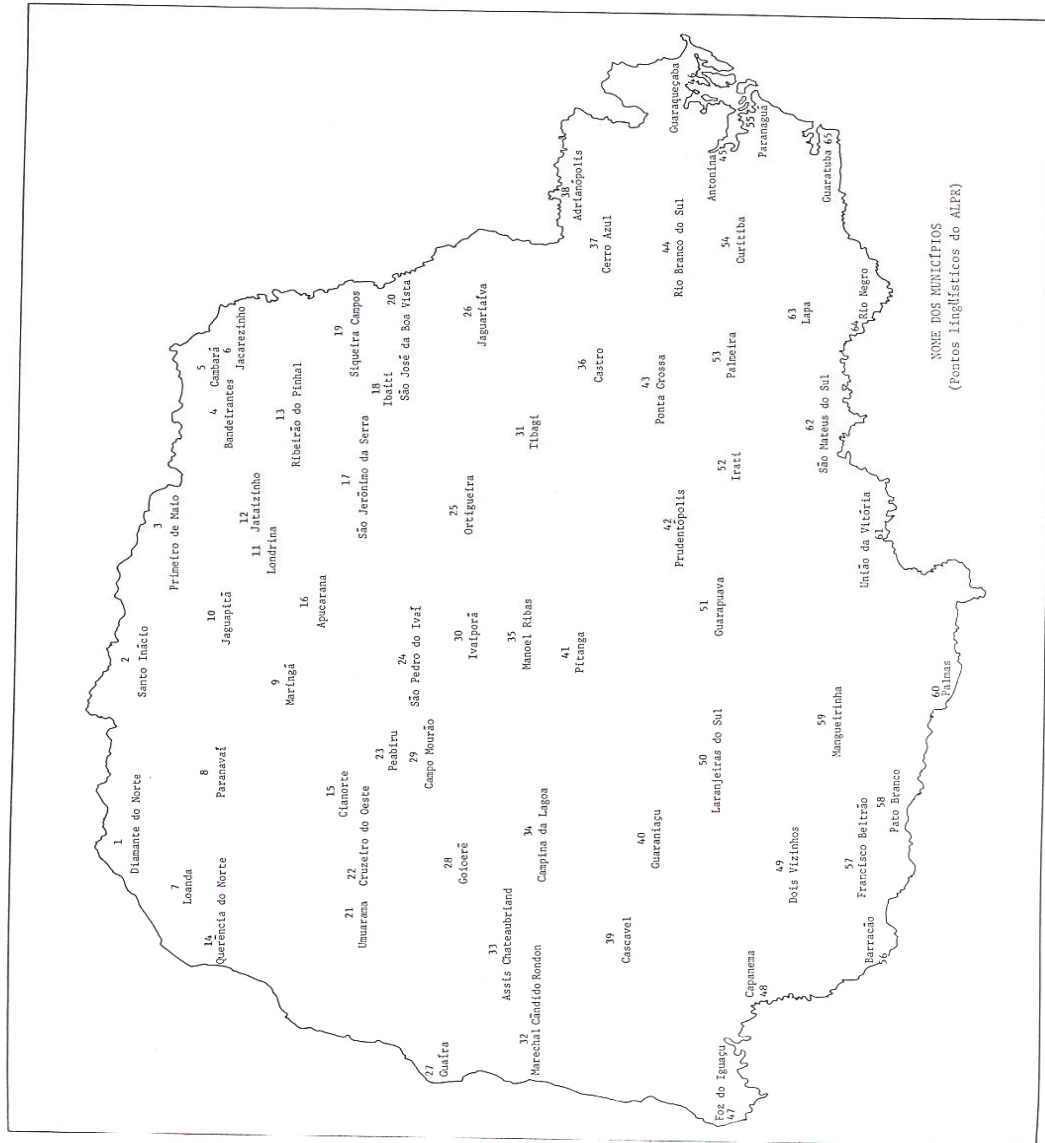 1
Diamante do Norte
2
Santo Inácio
3
Primeiro de Maio
4
Bandeirantes
5
Cambará
6
Jacarezinho
7
Loanda
8
Paranavaí
9
Maringá
10
Jaguapitã
11
Londrina
12
Jataizinho
13
Ribeirão do Pinhal
14
Querência do Norte
15
Cianorte
16
Apucarana
17
São Jerônimo da Serra
18
Ibaiti
19
Siqueira Campos
20
São José da Boa Vista
21
Umuarama
22
Cruzeiro do Oeste
23
Peabiru
24
São Pedro do Ivaí
25
Ortigueira
26
Jaguariaíva
27
Guaíra
28
Goioerê
29
Campo Mourão
30
Ivaiporã
31
Tibagi
32
Marechal Cândido Rondon
33
Assis Chateaubriand
34
Campina da Lagoa
35
Manoel Ribas
36
Castro
37
Cerro Azul
38
Adrianópolis
39
Cascavel
40
Guaraniaçu
41
Pitanga
42
Prudentópolis
43
Ponta Grossa
44
Rio Branco do Sul
Antonina
45
Guaraqueçaba
46
Foz do Iguaçu
47
Capanema
48
49
Dois Vizinhos
50
Laranjeiras do Sul
51
Guarapuava
52
Irati
53
Palmeira
54
Curitiba
55
Paranaguá
Barracão
56
57
Francisco Beltrão
58
Pato Branco
59
Mangueirinha
60
Palmas
União da Vitória
61
62
São Mateus do Sul
63
Lapa
64
Rio Negro
Guaratuba 65
NOME DOS MUNICÍPIOS
(Pontos lingüísticos do ALPR)